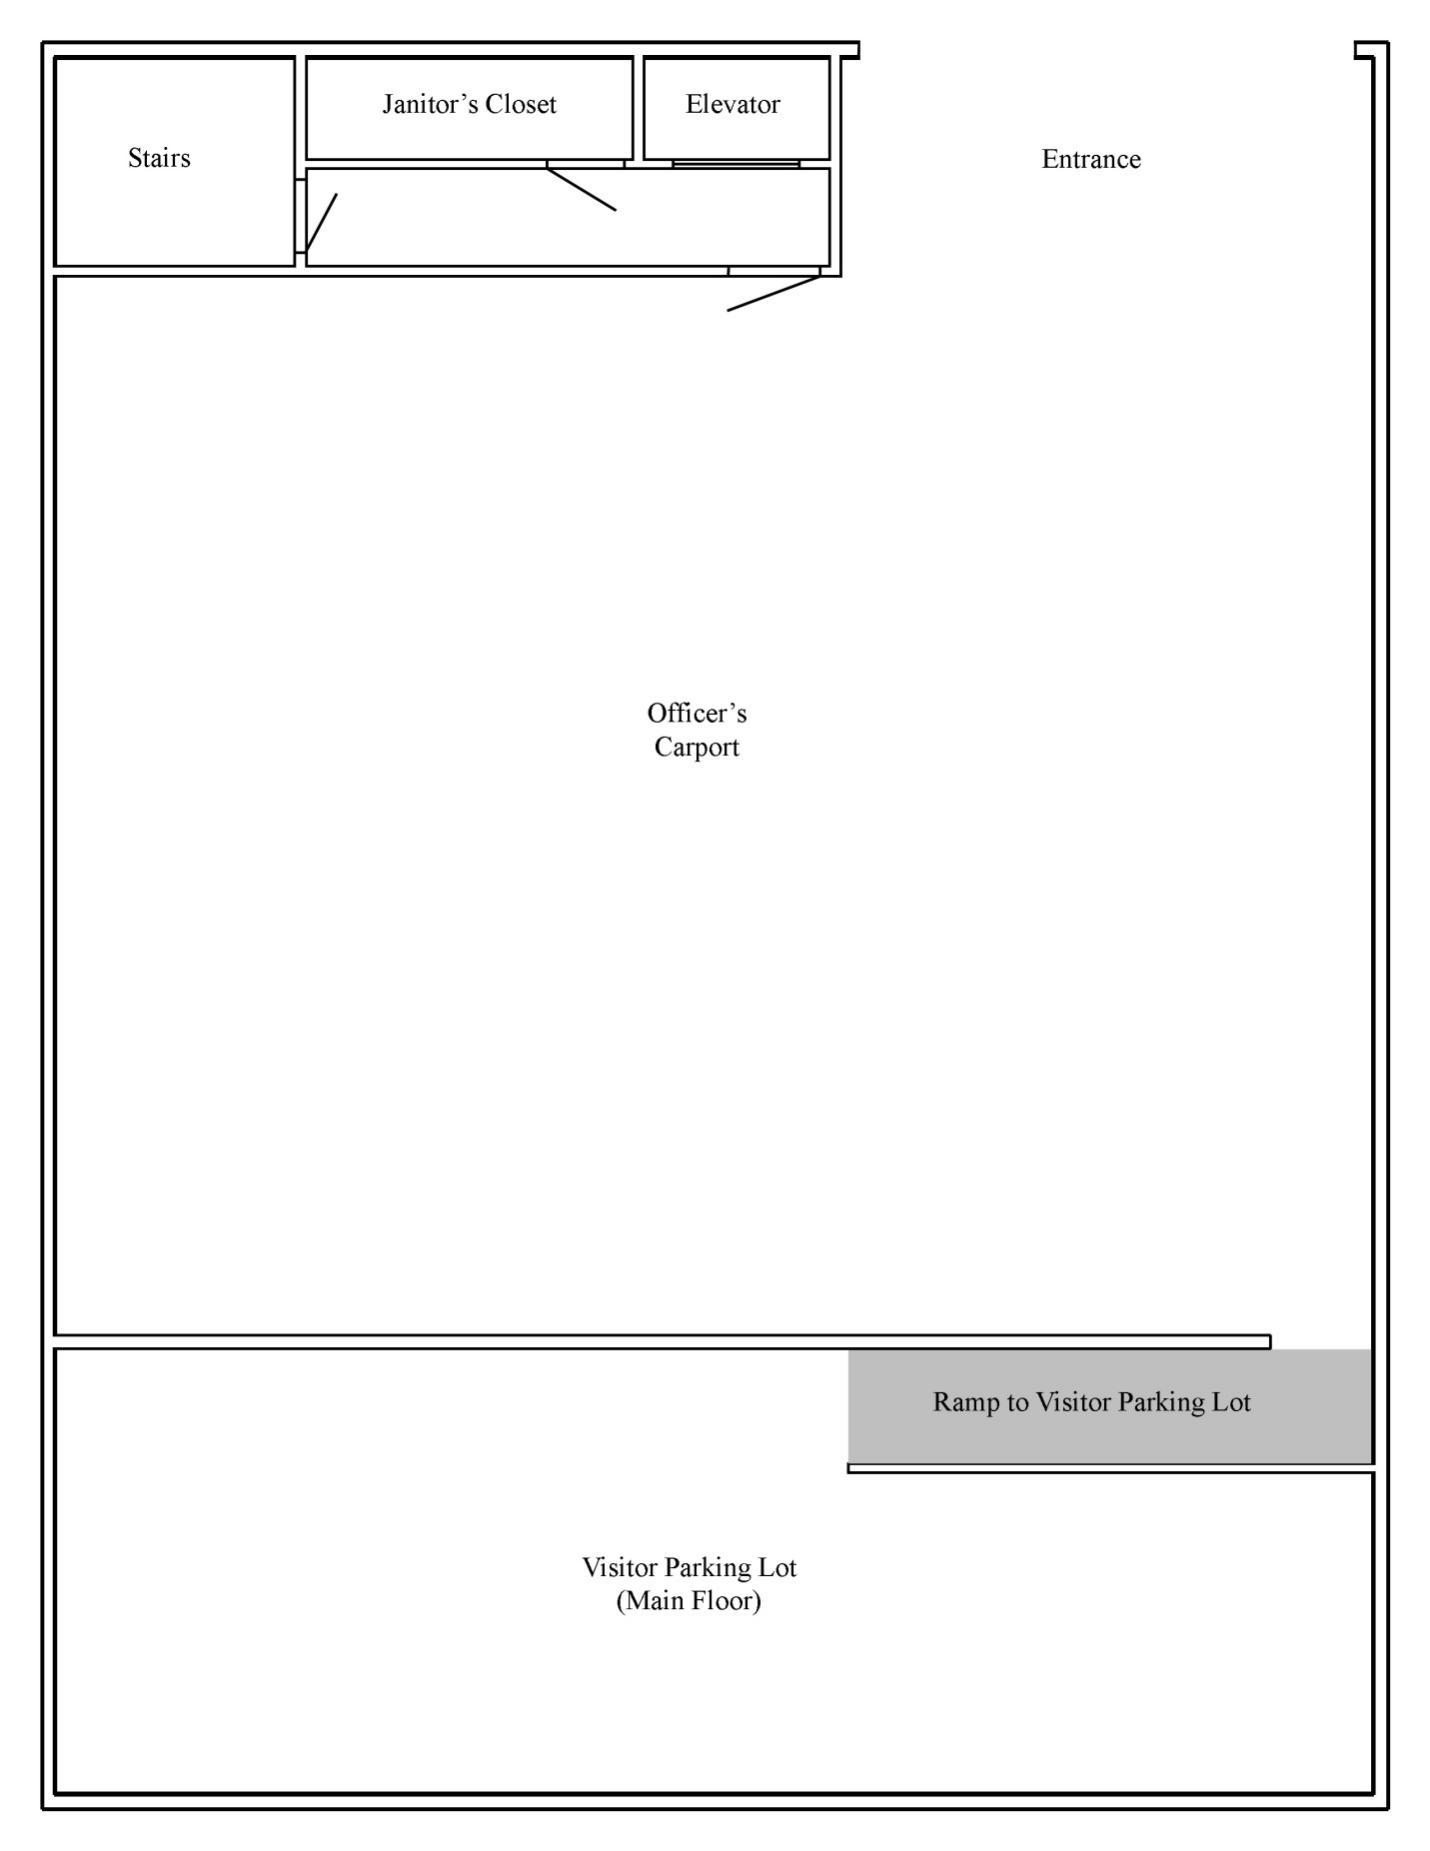 Janitor’s Closet
Elevator
Stairs
Entrance
Officer’s
Carport
Ramp to Visitor Parking Lot
Visitor Parking Lot
(Main Floor)